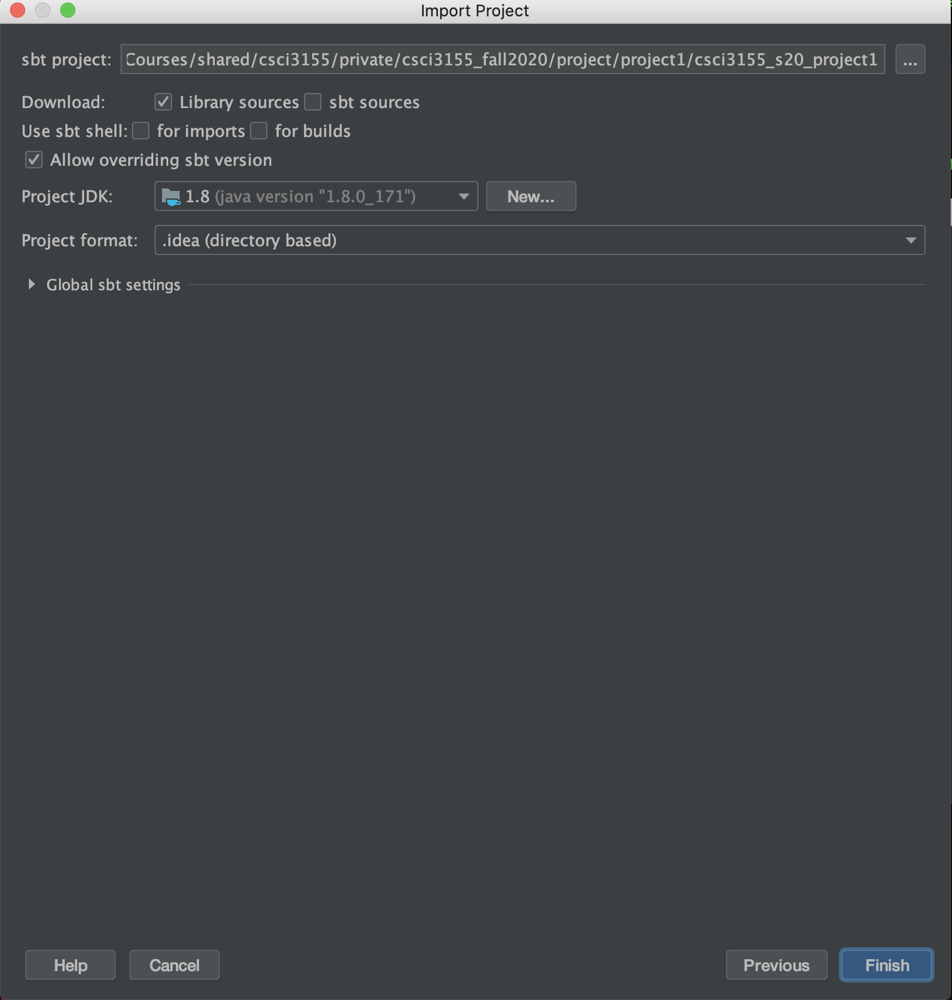 Import Project
sbt project: Courses/shared/csci3155/private/csci3155_fall2020/project/project1/csci3155_s20_project1 ...
Download: Library sources sbt sources
Use sbt shell: for imports for builds
Allow overriding sbt version
Project JDK: 1.8 (java version "1.8.0_171") New...
Project format: .idea (directory based)
Global sbt settings
Help Cancel Previous Finish